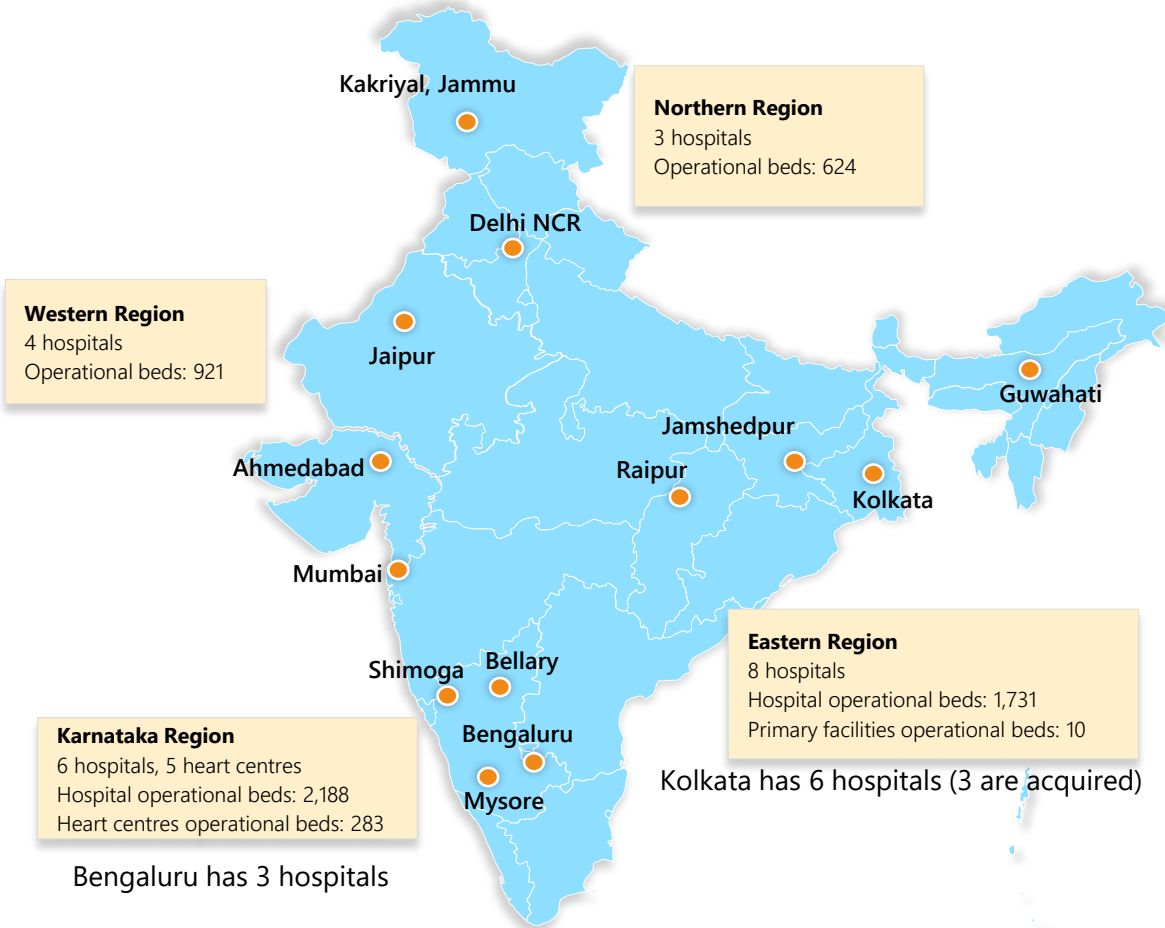 Kakriyal, Jammu
Northern Region
3 hospitals
Operational beds: 624
Delhi NCR
Western Region
4 hospitals
Operational beds: 921
Jaipur
Guwahati
Jamshedpur
Ahmedabad
Raipur
Kolkata
Mumbai
Eastern Region
8 hospitals
Hospital operational beds: 1,731
Primary facilities operational beds: 10
Shimoga
Bellary
Karnataka Region
6 hospitals, 5 heart centres
Hospital operational beds: 2,188
Heart centres operational beds: 283
Bengaluru
Mysore
Kolkata has 6 hospitals (3 are acquired)
Bengaluru has 3 hospitals